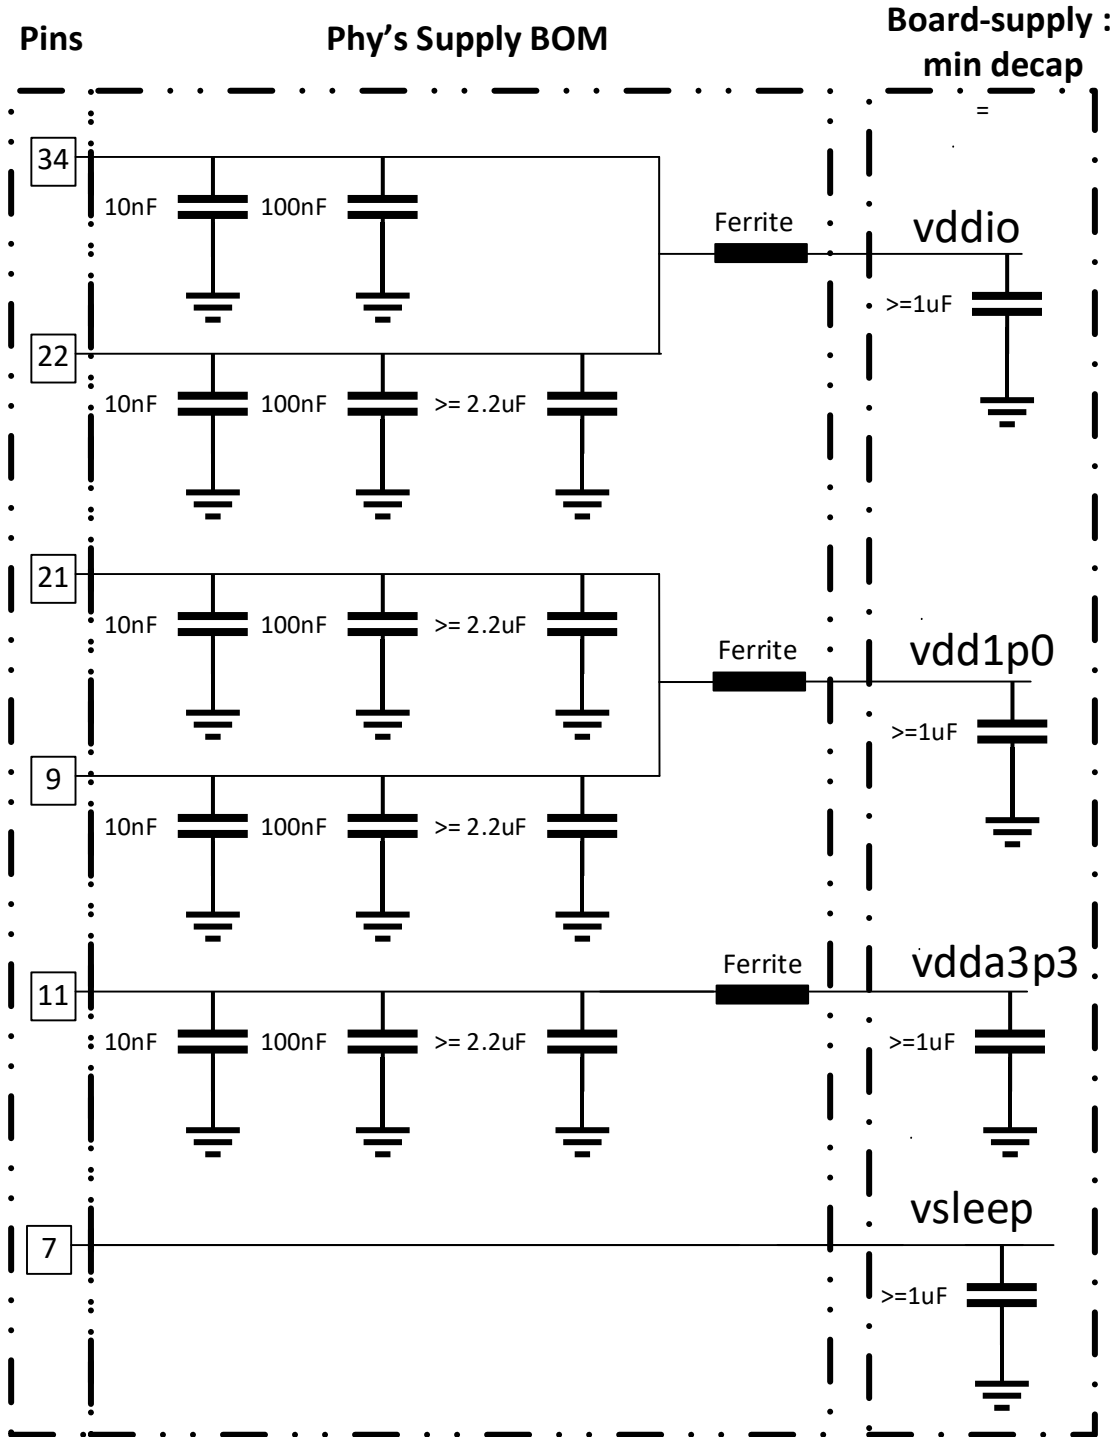 Pins
Phy's Supply BOM
Board-supply :
min decap
=
34
10nF
100nF
Ferrite
vddio
>=1uF
22
10nF
100nF
>= 2.2uF
21
10nF
100nF
>= 2.2uF
Ferrite
vdd1p0
>=1uF
9
10nF
100nF
>= 2.2uF
11
10nF
100nF
>= 2.2uF
Ferrite
vdda3p3
>=1uF
7
vsleep
>=1uF